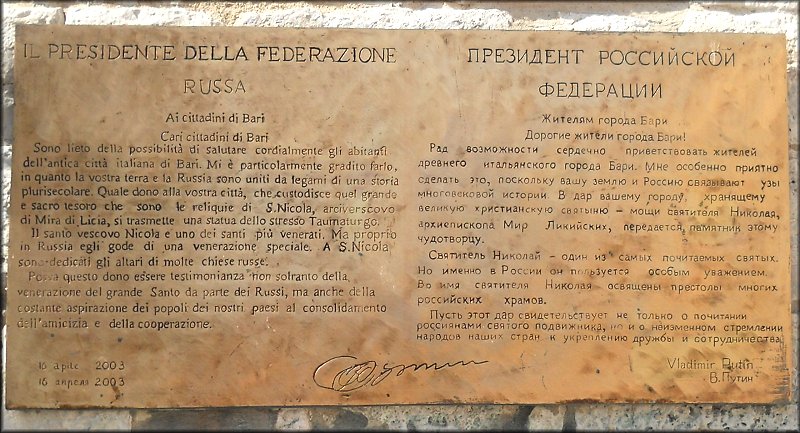 IL PRESIDENTE DELLA FEDERAZIONE
RUSSA
Ai cittadini di Bari
Cari cittadini di Bari
Sono lieto della possibilità di salutare cordialmente gli abitanti
dell'antica città italiana di Bari. Mi è particolarmente gradito farlo,
in quanto la vostra terra e la Russia sono uniti da legami di una storia
plurisecolare. Quale dono alla vostra città, che custodisce quel grande
e sacro tesoro che sono le reliquie di S.Nicola, arciverscovo
di Mira di Licia, si trasmette una statua dello stresso Taumaturgo.
Il santo vescovo Nicola e uno dei santi più venerati. Ma proprio
in Russia egli gode di una venerazione speciale. A S.Nicola
sono dedicati gli altari di molte chiese russe.
Possa questo dono essere testimonianza non solranto della
venerazione del grande Santo da parte dei Russi, ma anche della
costante aspirazione dei popoli dei nostri paesi al consolidamento
dell'amicizia e della cooperazione.
16 aprile 2003
16 апреля 2003
ПРЕЗИДЕНТ РОССИЙСКОЙ
ФЕДЕРАЦИИ
Жителям города Бари
Дорогие жители города Бари!
Рад возможности сердечно приветствовать жителей
древнего итальянского города Бари. Мне особенно приятно
сделать это, поскольку вашу землю и Россию связывают узы
многовековой истории. В дар вашему городу, хранящему
великую христианскую святыню - мощи святителя Николая,
архиепископа Мир Ликийских, передается памятник этому
чудотворцу.
Святитель Николай - один из самых почитаемых святых.
Но именно в России он пользуется особым уважением.
Во имя святителя Николая освящены престолы многих
российских храмов.
Пусть этот дар свидетельствует не только о почитании
россиянами святого подвижника, но и о неизменном стремлении
народов наших стран к укреплению дружбы и сотрудничества.
Vladimir Putin
В.Путин